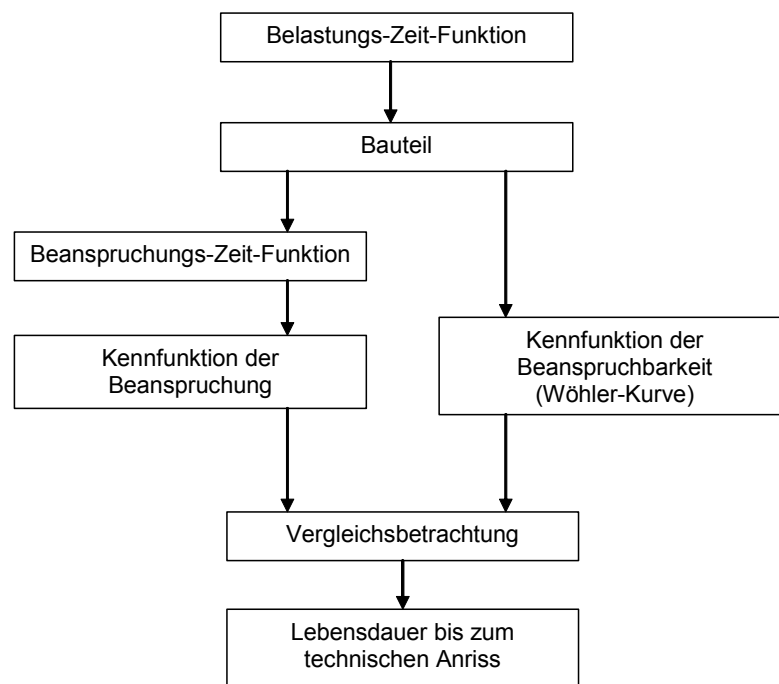 Belastungs-Zeit-Funktion
Bauteil
Beanspruchungs-Zeit-Funktion
Kennfunktion der
Beanspruchung
Kennfunktion der
Beanspruchbarkeit
(Wöhler-Kurve)
Vergleichsbetrachtung
Lebensdauer bis zum
technischen Anriss